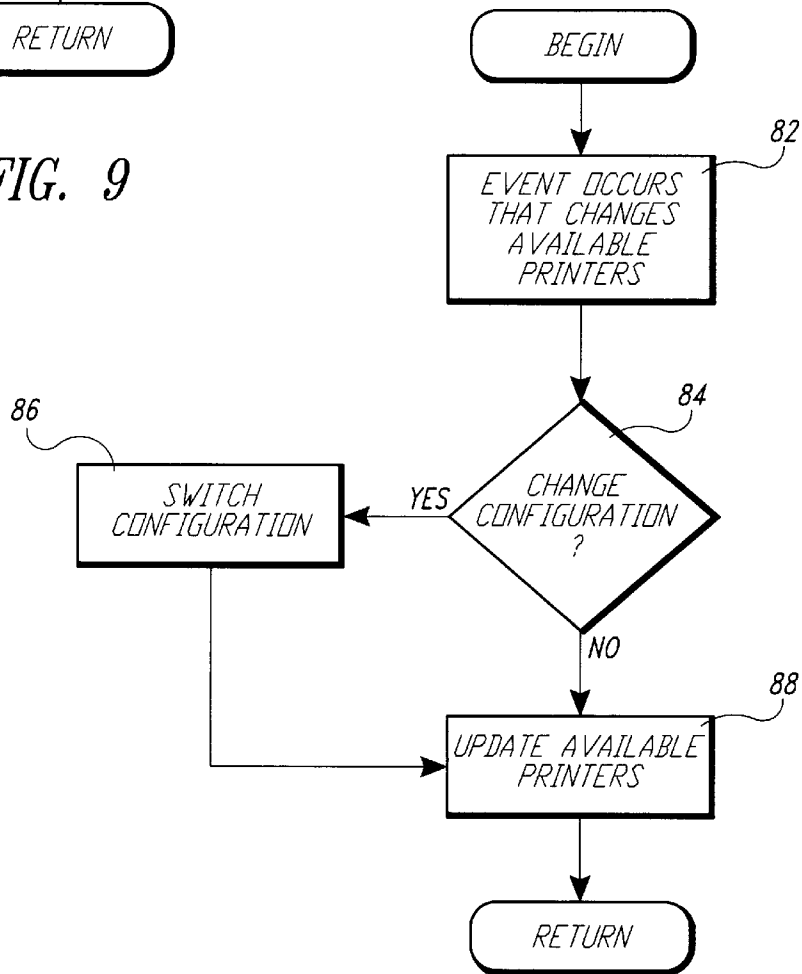 RETURN
FIG. 9
BEGIN
82
EVENT OCCURS
THAT CHANGES
AVAILABLE
PRINTERS
84
CHANGE
CONFIGURATION
?
YES
86
SWITCH
CONFIGURATION
NO
88
UPDATE AVAILABLE
PRINTERS
RETURN